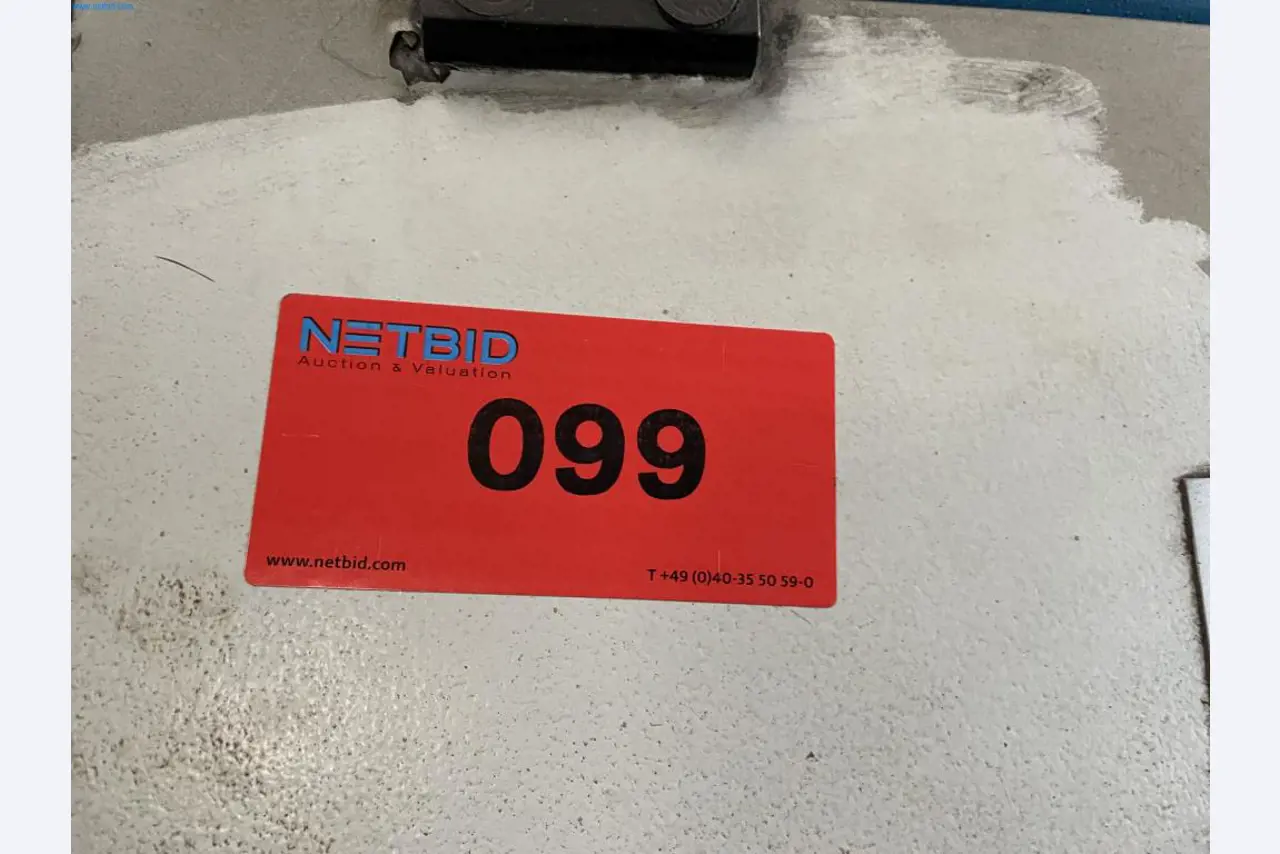 NETBID
Auction & Valuation
099
www.netbid.com
T +49 (0)40-35 50 59-0